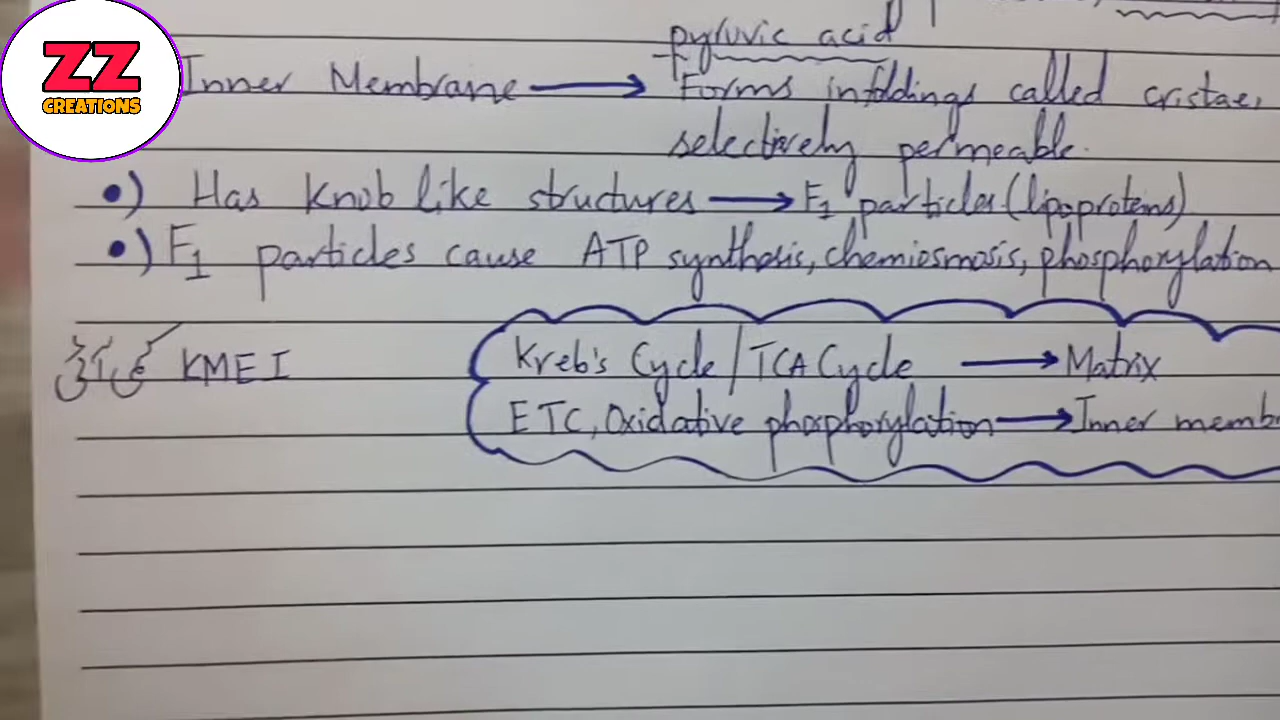 ZZ
CREATIONS
pyruvic acid
Inner Membrane → Forms infoldings called cristae,
selectively permeable.
•) Has knob like structures → F1 particles (lipoproteins)
•) F1 particles cause ATP synthesis, chemiosmosis, phosphorylation
KMEI
Kreb's Cycle / TCA Cycle → Matrix
ETC, Oxidative phosphorylation → Inner memb